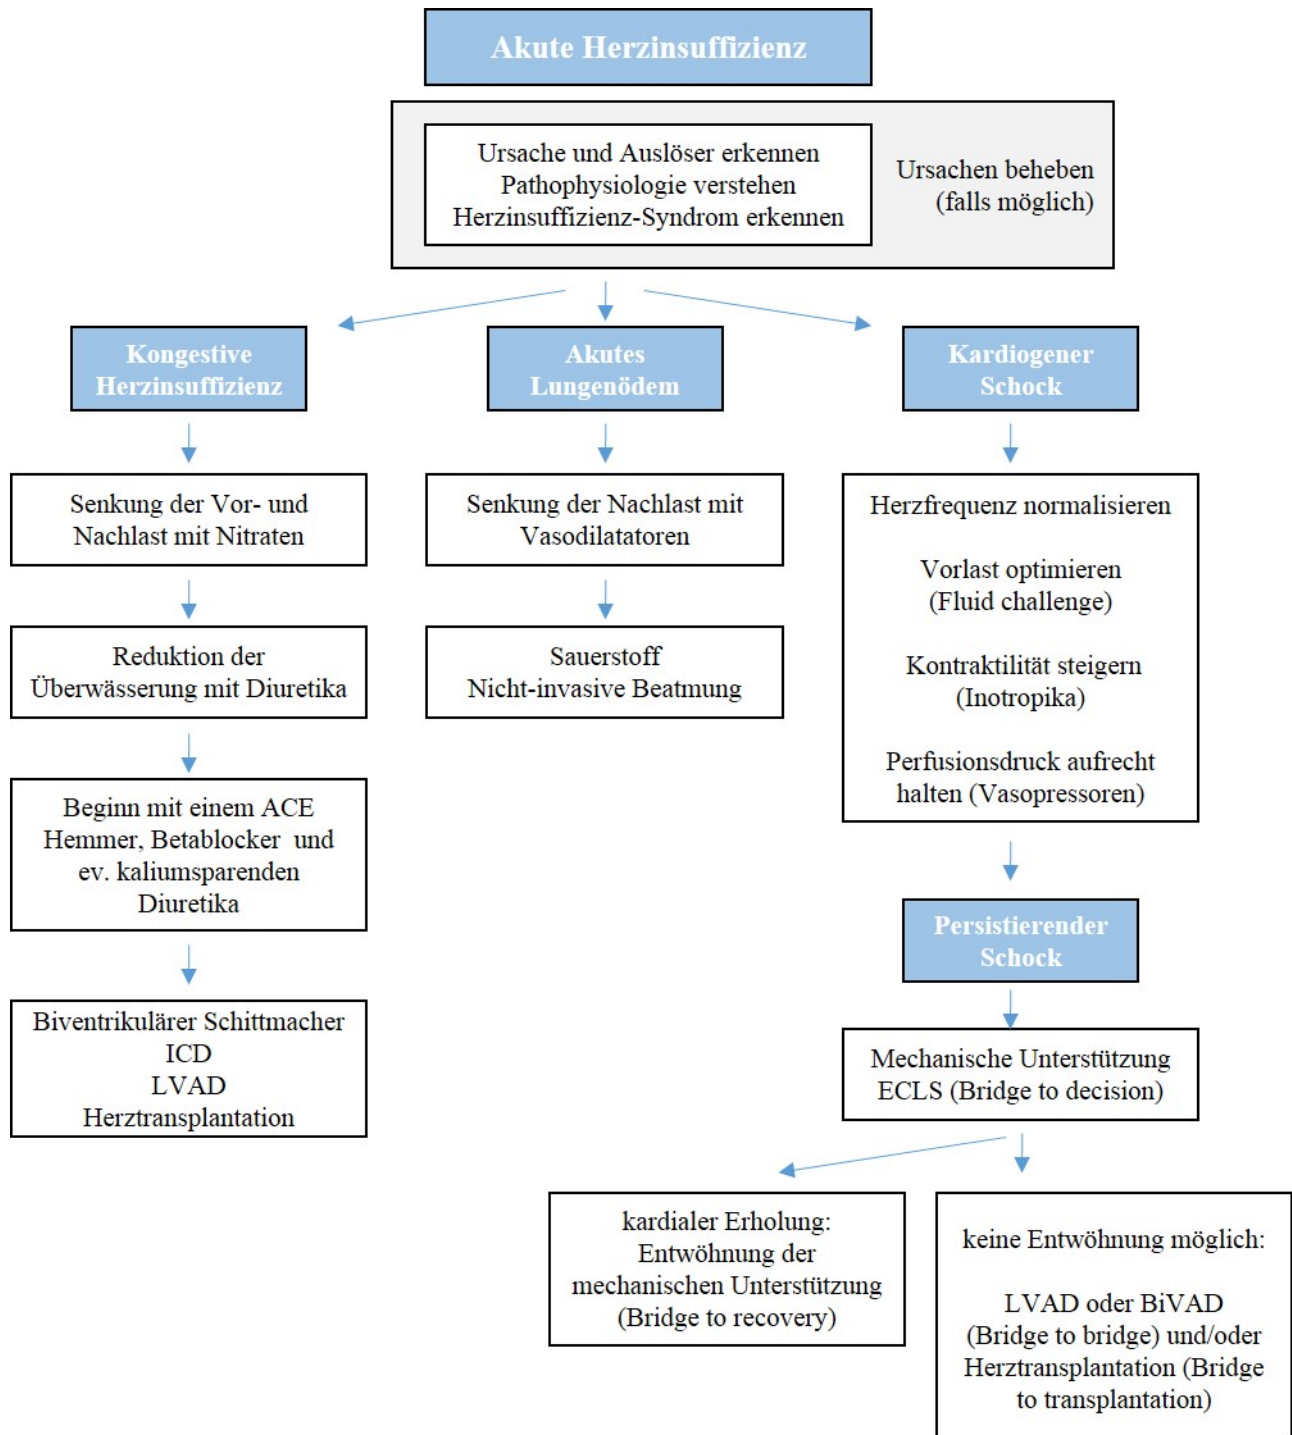 Akute Herzinsuffizienz
Ursache und Auslöser erkennen
Pathophysiologie verstehen
Herzinsuffizienz-Syndrom erkennen
Ursachen beheben
(falls möglich)
Kongestive
Herzinsuffizienz
Akutes
Lungenödem
Kardiogener
Schock
Senkung der Vor- und
Nachlast mit Nitraten
Reduktion der
Überwässerung mit Diuretika
Beginn mit einem ACE
Hemmer, Betablocker und
ev. kaliumsparenden
Diuretika
Biventrikulärer Schittmacher
ICD
LVAD
Herztransplantation
Senkung der Nachlast mit
Vasodilatatoren
Sauerstoff
Nicht-invasive Beatmung
Herzfrequenz normalisieren
Vorlast optimieren
(Fluid challenge)
Kontraktilität steigern
(Inotropika)
Perfusionsdruck aufrecht
halten (Vasopressoren)
Persistierender
Schock
Mechanische Unterstützung
ECLS (Bridge to decision)
kardialer Erholung:
Entwöhnung der
mechanischen Unterstützung
(Bridge to recovery)
keine Entwöhnung möglich:
LVAD oder BiVAD
(Bridge to bridge) und/oder
Herztransplantation (Bridge
to transplantation)